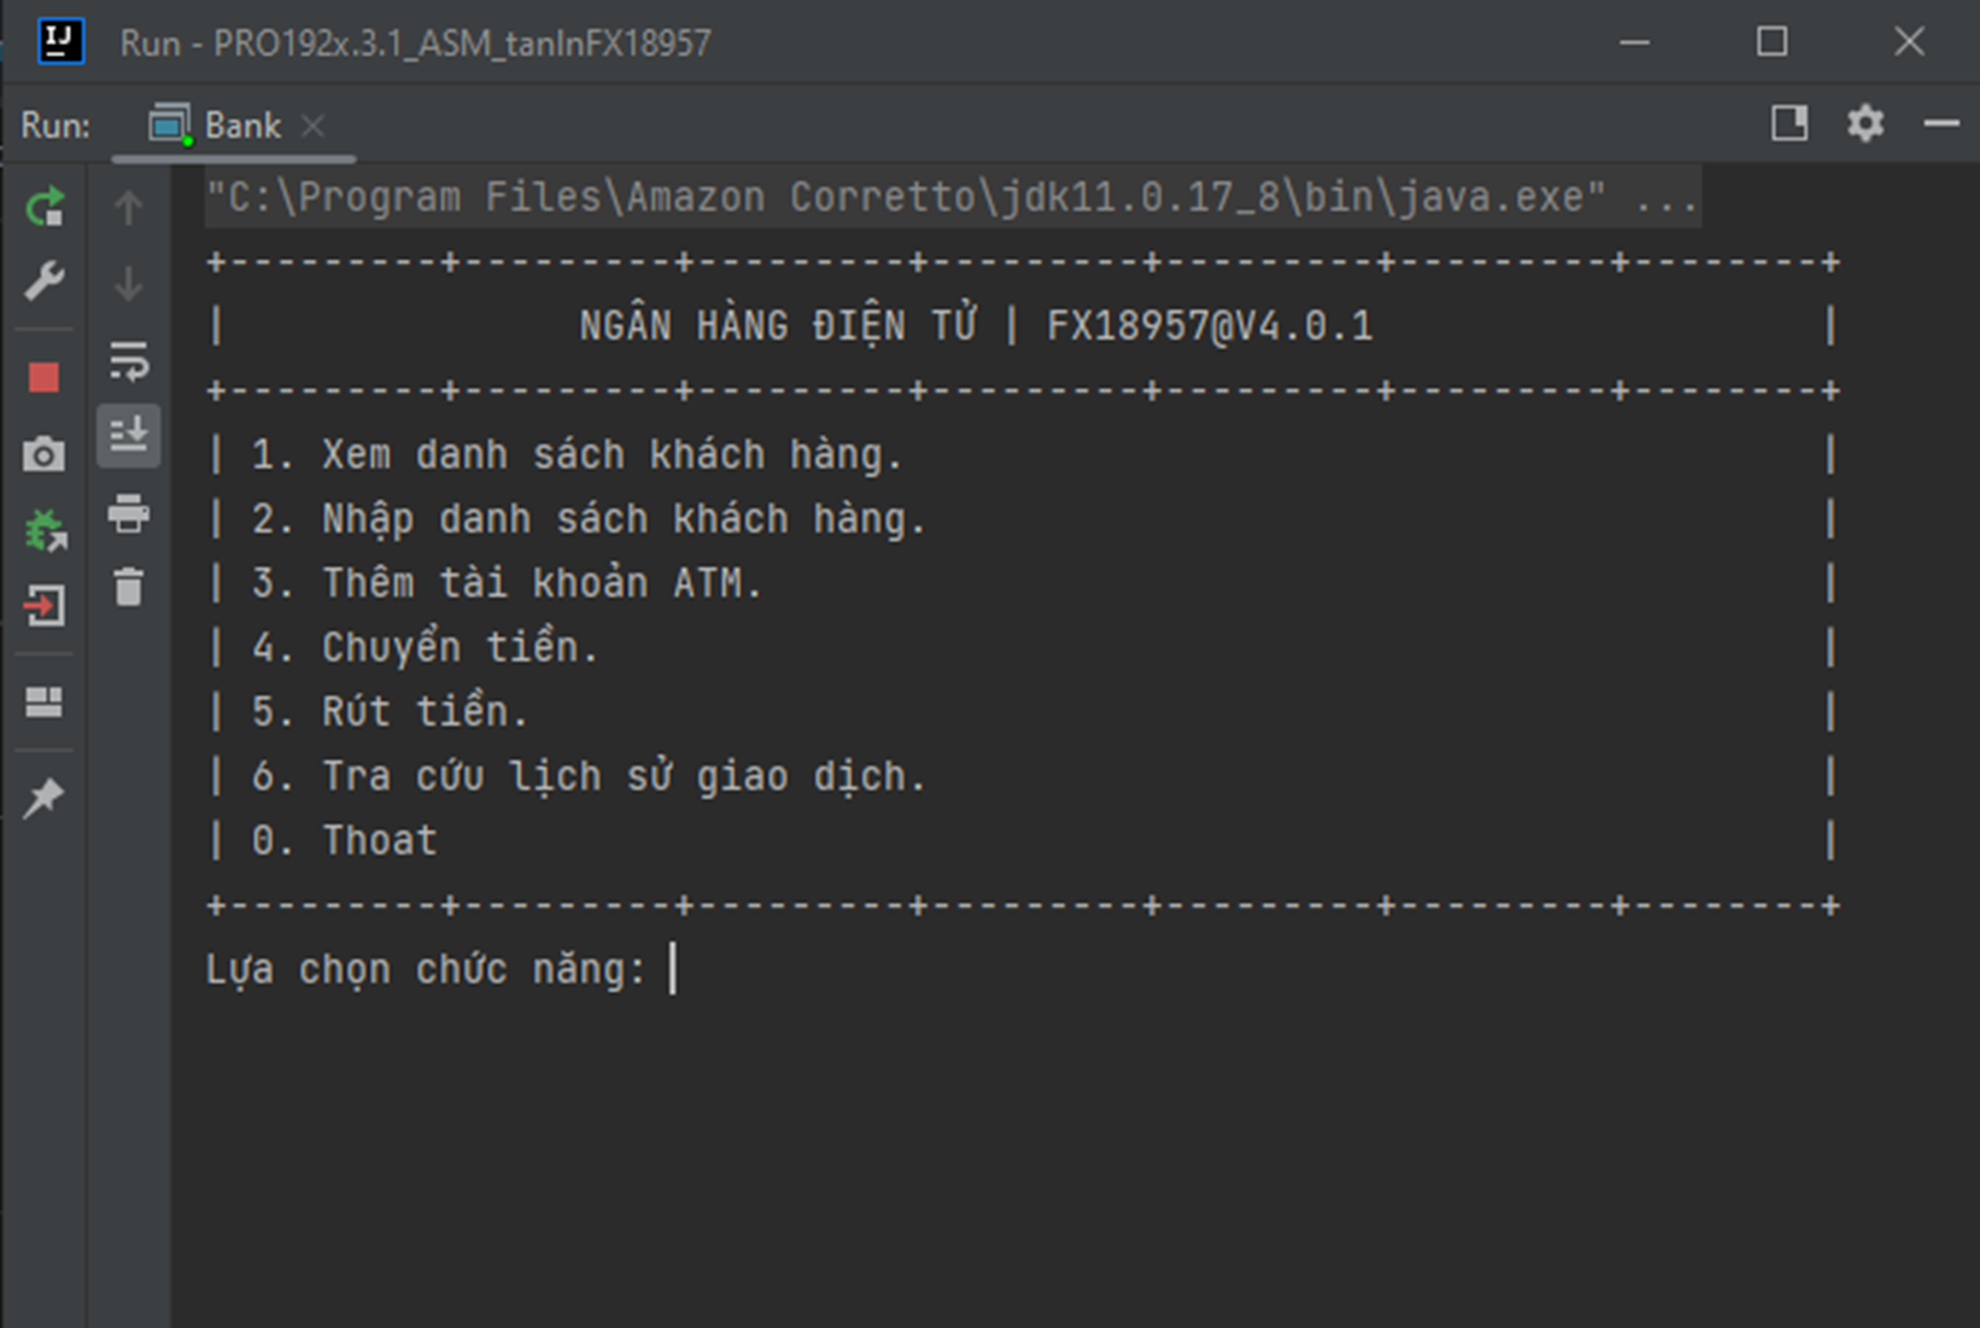 IJ Run - PRO192x.3.1_ASM_tanlnFX18957
Run: Bank
"C:\Program Files\Amazon Corretto\jdk11.0.17_8\bin\java.exe" ...
+---------+---------+---------+---------+---------+---------+--------+
| NGÂN HÀNG ĐIỆN TỬ | FX18957@V4.0.1 |
+---------+---------+---------+---------+---------+---------+--------+
| 1. Xem danh sách khách hàng. |
| 2. Nhập danh sách khách hàng. |
| 3. Thêm tài khoản ATM. |
| 4. Chuyển tiền. |
| 5. Rút tiền. |
| 6. Tra cứu lịch sử giao dịch. |
| 0. Thoat |
+---------+---------+---------+---------+---------+---------+--------+
Lựa chọn chức năng: